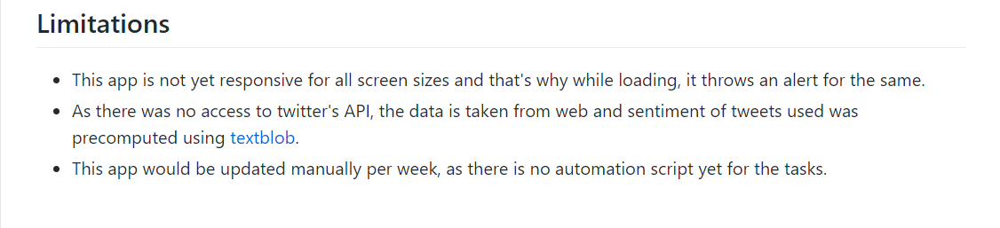 Limitations
• This app is not yet responsive for all screen sizes and that's why while loading, it throws an alert for the same.
• As there was no access to twitter's API, the data is taken from web and sentiment of tweets used was
precomputed using textblob.
• This app would be updated manually per week, as there is no automation script yet for the tasks.